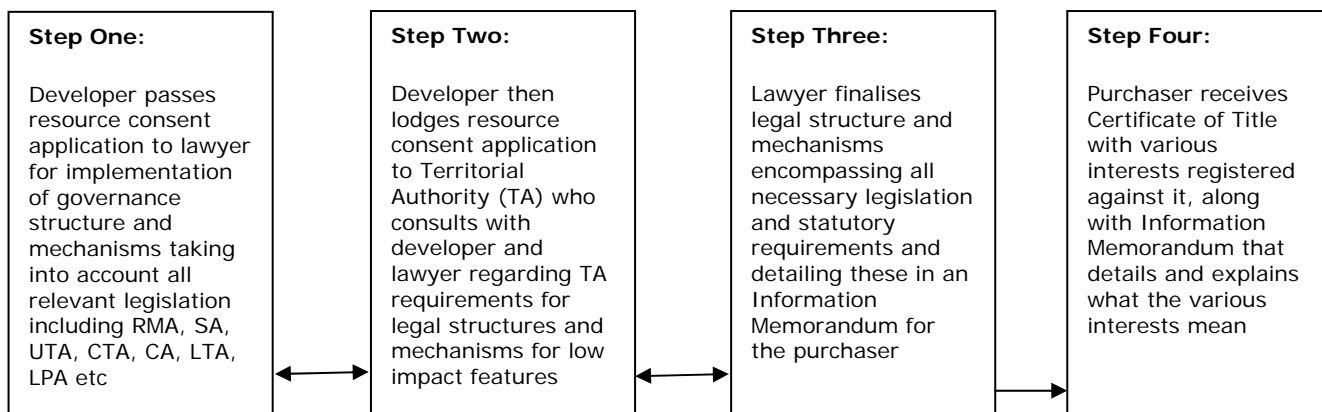 Step One:
Developer passes
resource consent
application to lawyer
for implementation
of governance
structure and
mechanisms taking
into account all
relevant legislation
including RMA, SA,
UTA, CTA, CA, LTA,
LPA etc
Step Two:
Developer then
lodges resource
consent application
to Territorial
Authority (TA) who
consults with
developer and
lawyer regarding TA
requirements for
legal structures and
mechanisms for low
impact features
Step Three:
Lawyer finalises
legal structure and
mechanisms
encompassing all
necessary legislation
and statutory
requirements and
detailing these in an
Information
Memorandum for
the purchaser
Step Four:
Purchaser receives
Certificate of Title
with various
interests registered
against it, along
with Information
Memorandum that
details and explains
what the various
interests mean